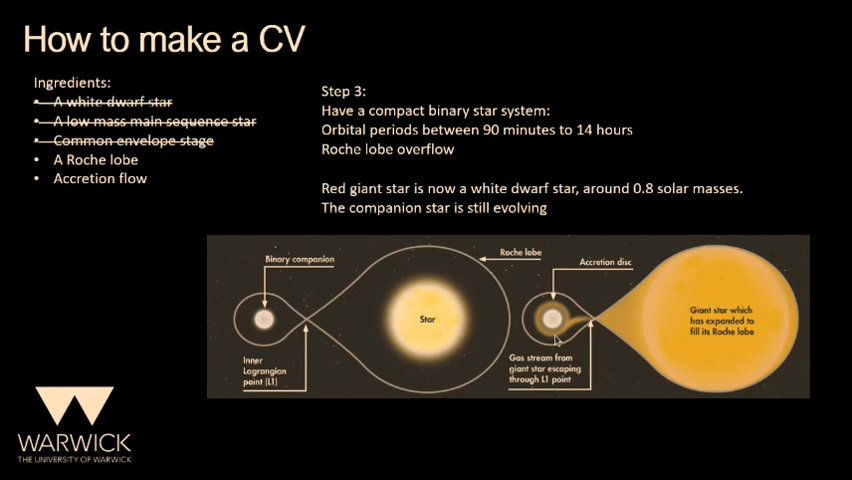 How to make a CV
Ingredients:
• A white dwarf star
• A low mass main sequence star
• Common envelope stage
• A Roche lobe
• Accretion flow
Step 3:
Have a compact binary star system:
Orbital periods between 90 minutes to 14 hours
Roche lobe overflow
Red giant star is now a white dwarf star, around 0.8 solar masses.
The companion star is still evolving
Binary companion
Roche lobe
Star
Inner
Lagrangian
point (L1)
Accretion disc
Giant star which
has expanded to
fill its Roche lobe
Gas stream from
giant star escaping
through L1 point
WARWICK
THE UNIVERSITY OF WARWICK